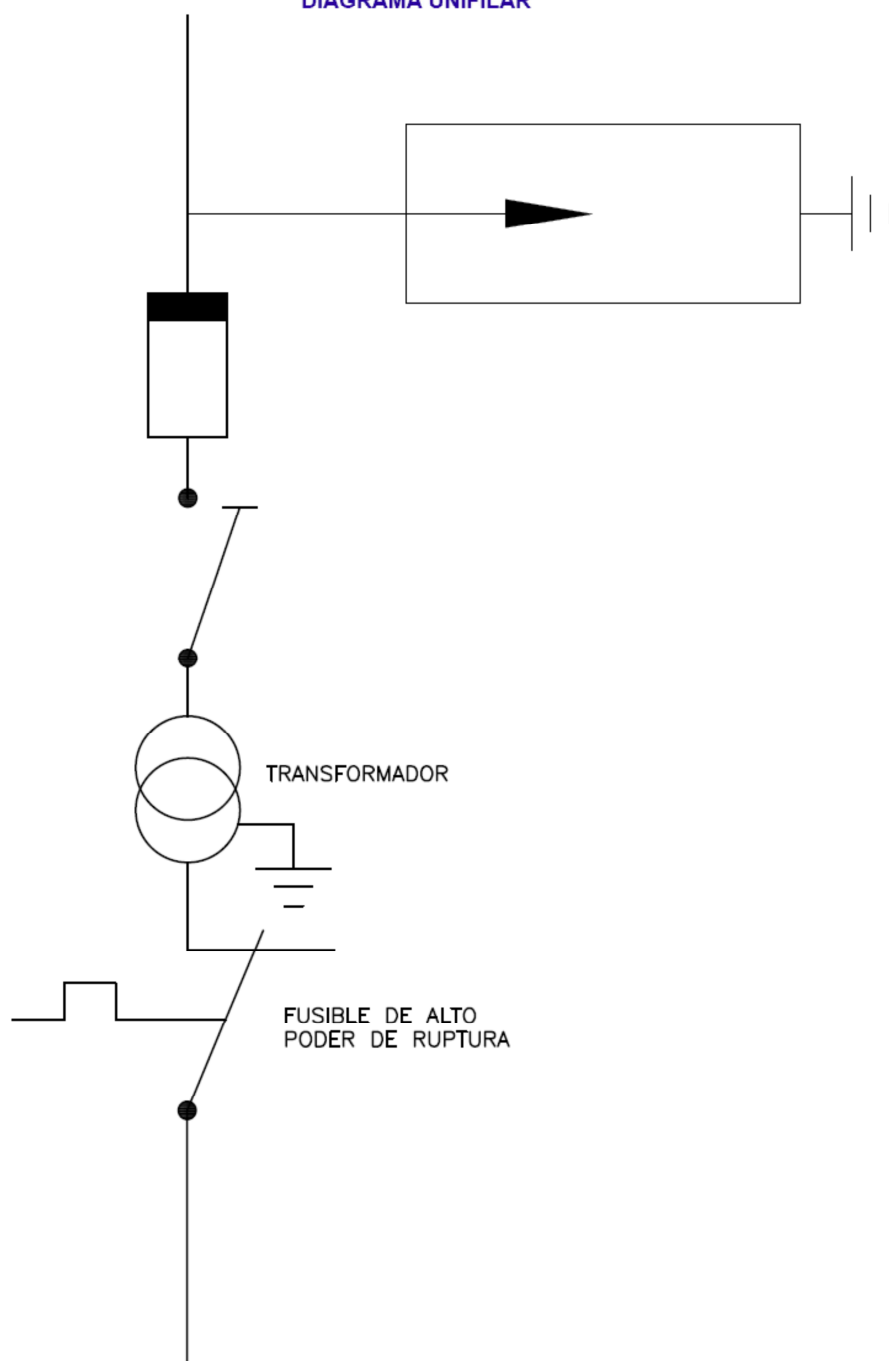 DIAGRAMA UNIFILAR
TRANSFORMADOR
FUSIBLE DE ALTO
PODER DE RUPTURA